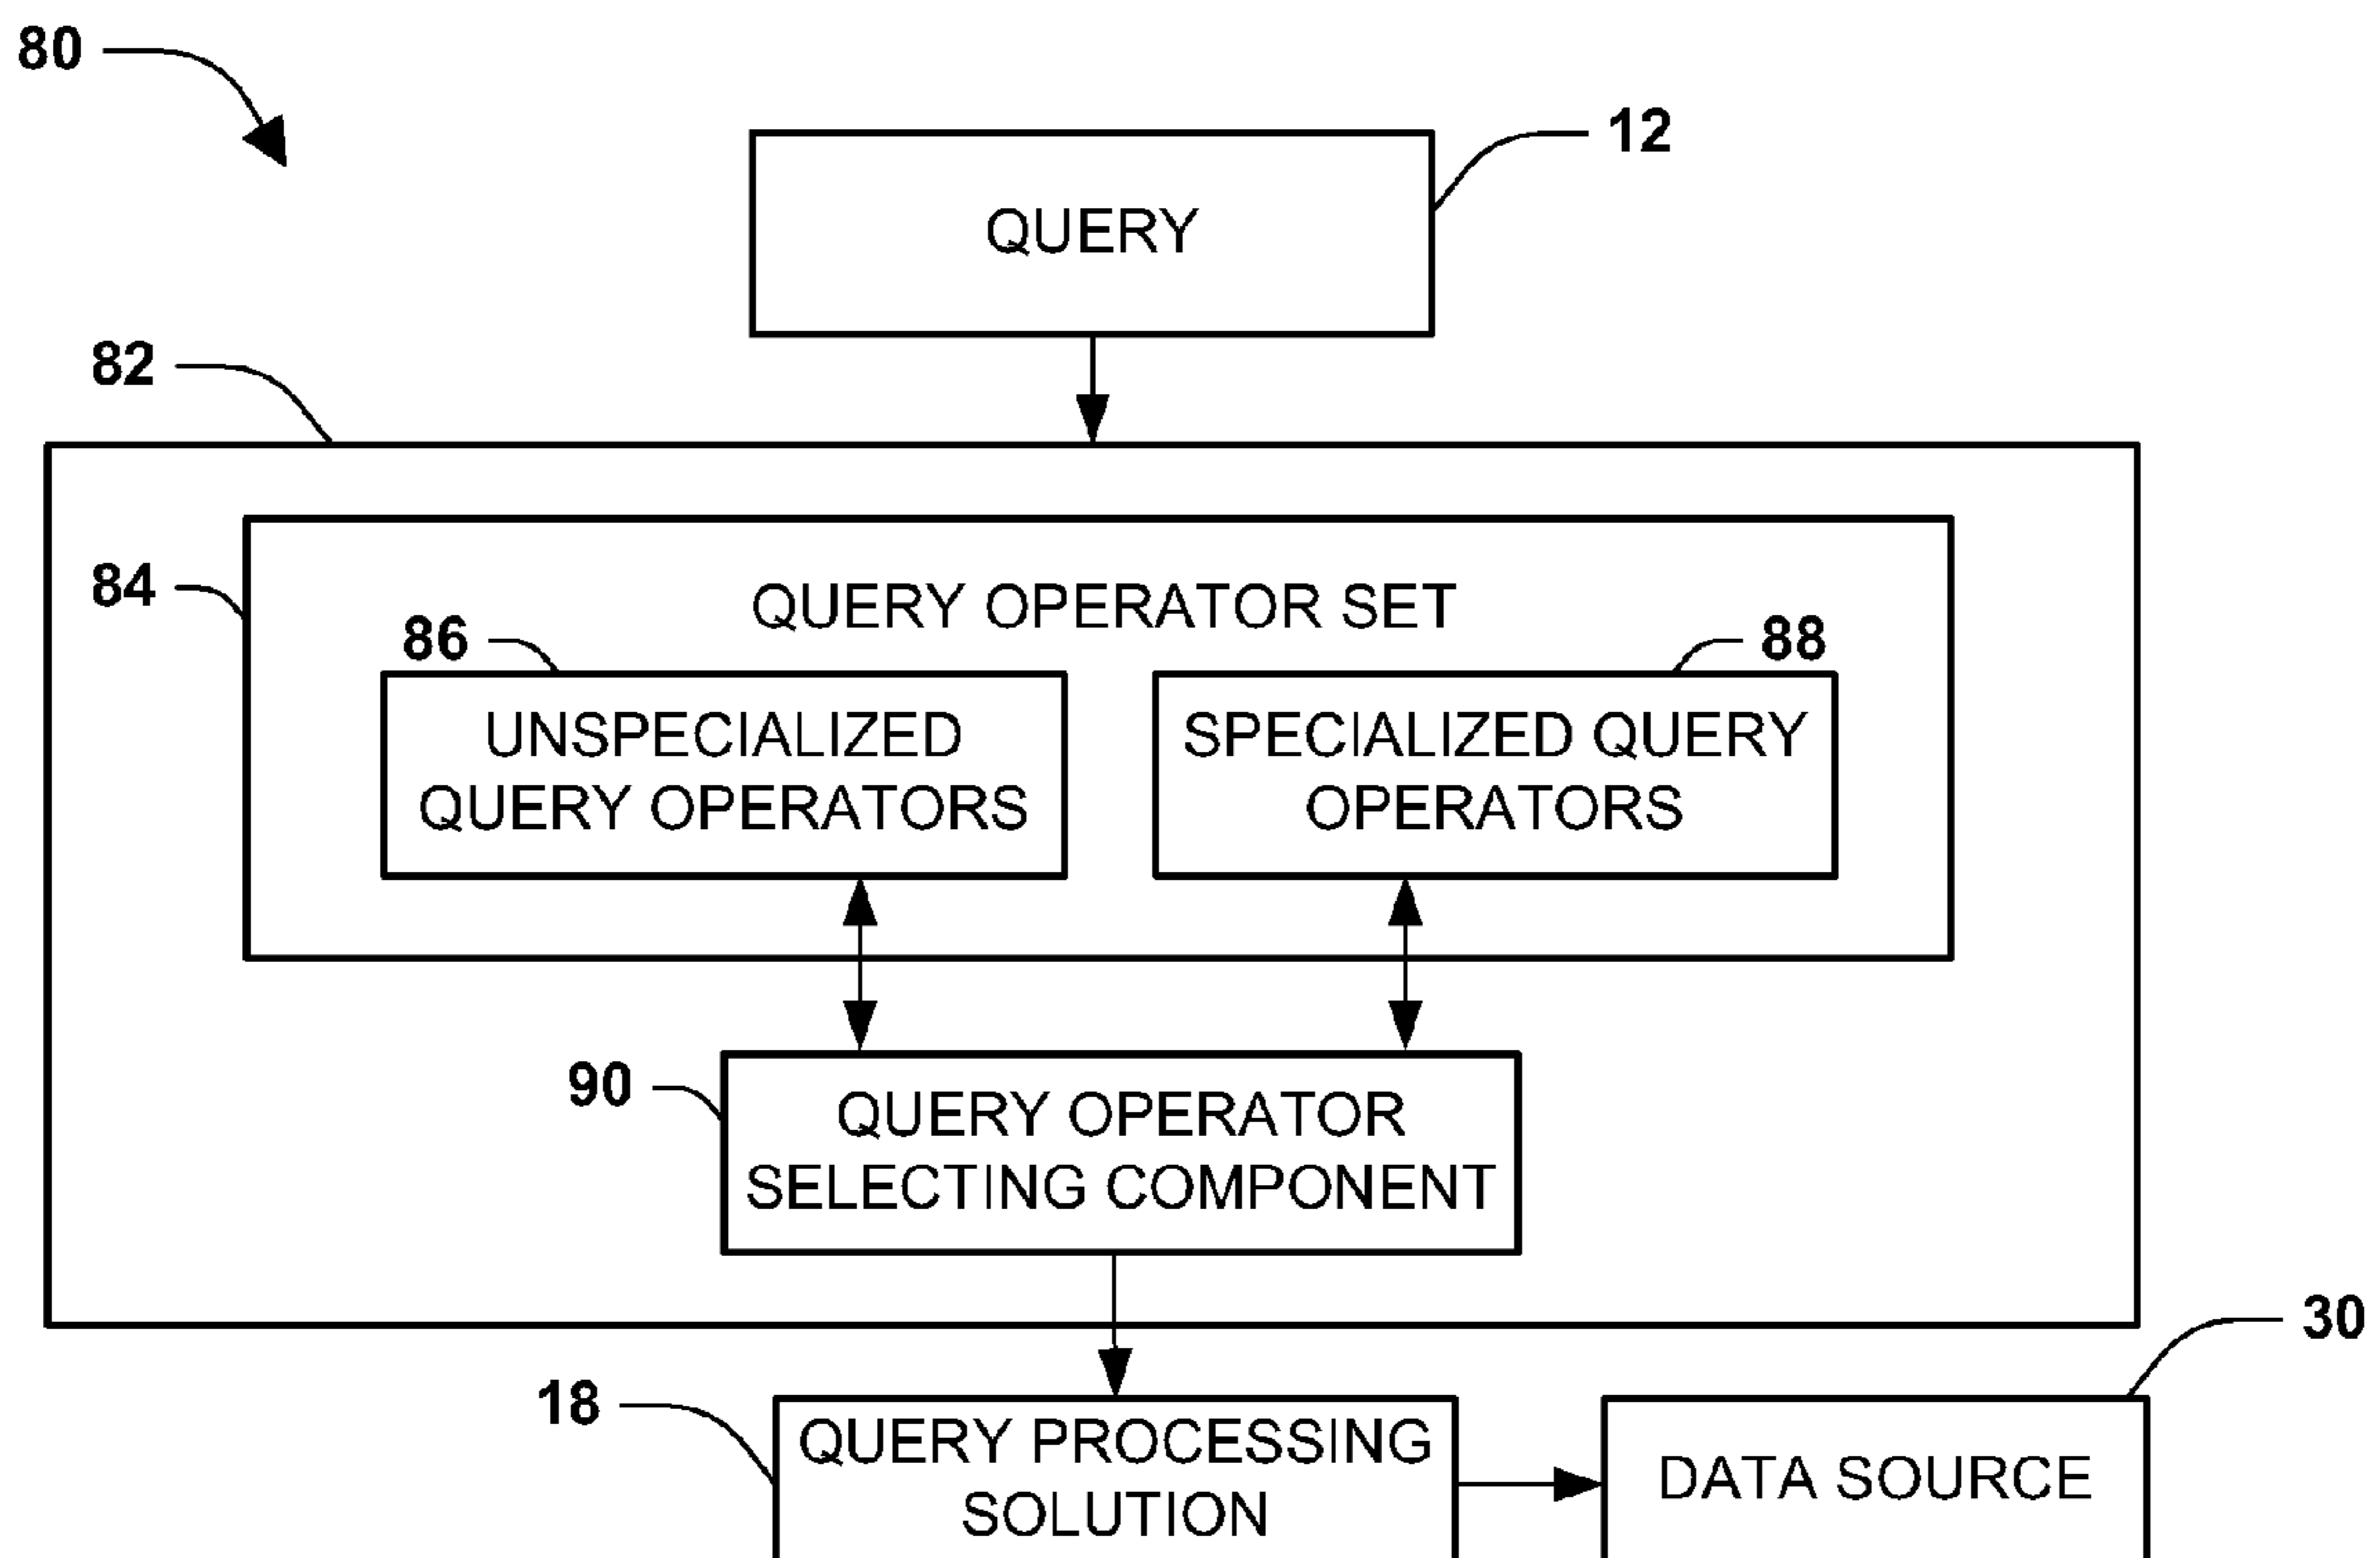 80
12
QUERY
82
84
QUERY OPERATOR SET
86
88
UNSPECIALIZED
QUERY OPERATORS
SPECIALIZED QUERY
OPERATORS
90
QUERY OPERATOR
SELECTING COMPONENT
30
18
QUERY PROCESSING
SOLUTION
DATA SOURCE